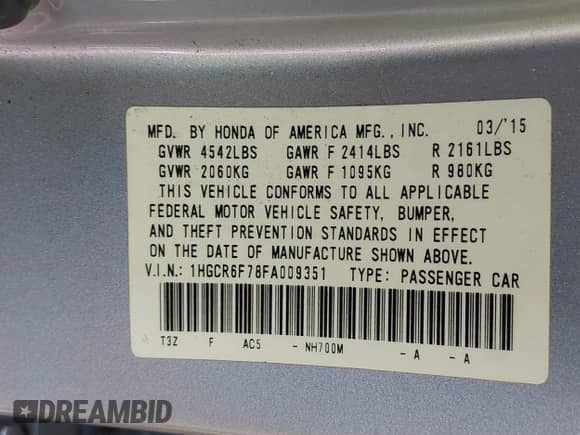 MFD. BY HONDA OF AMERICA MFG., INC. 03/'15
GVWR 4542LBS GAWR F 2414LBS R 2161LBS
GVWR 2060KG GAWR F 1095KG R 980KG
THIS VEHICLE CONFORMS TO ALL APPLICABLE
FEDERAL MOTOR VEHICLE SAFETY, BUMPER,
AND THEFT PREVENTION STANDARDS IN EFFECT
ON THE DATE OF MANUFACTURE SHOWN ABOVE.
V.I.N.: 1HGCR6F78FA009351 TYPE: PASSENGER CAR
T3Z F AC5 - NH700M - A - A
DREAMBID